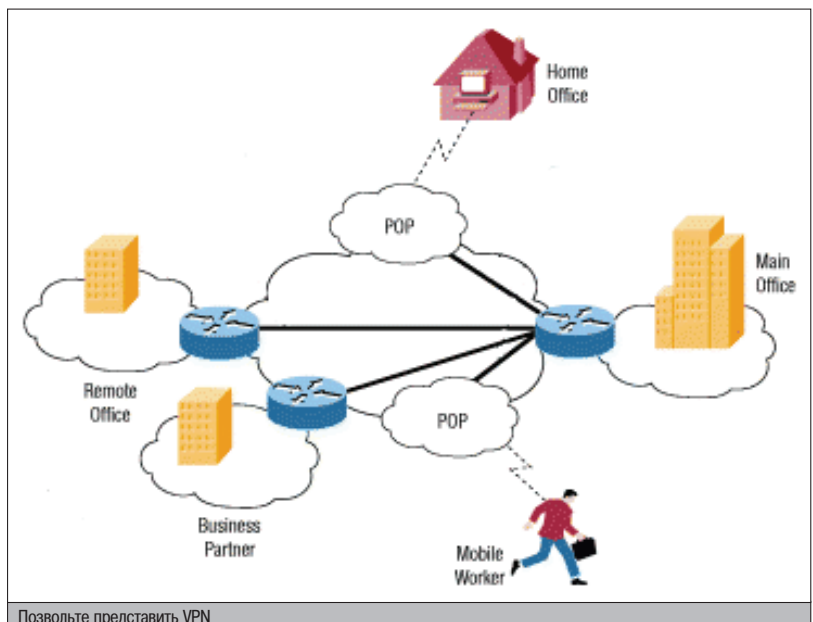 Home
Office
POP
Main
Office
Remote
Office
POP
Business
Partner
Mobile
Worker
Позвольте представить VPN